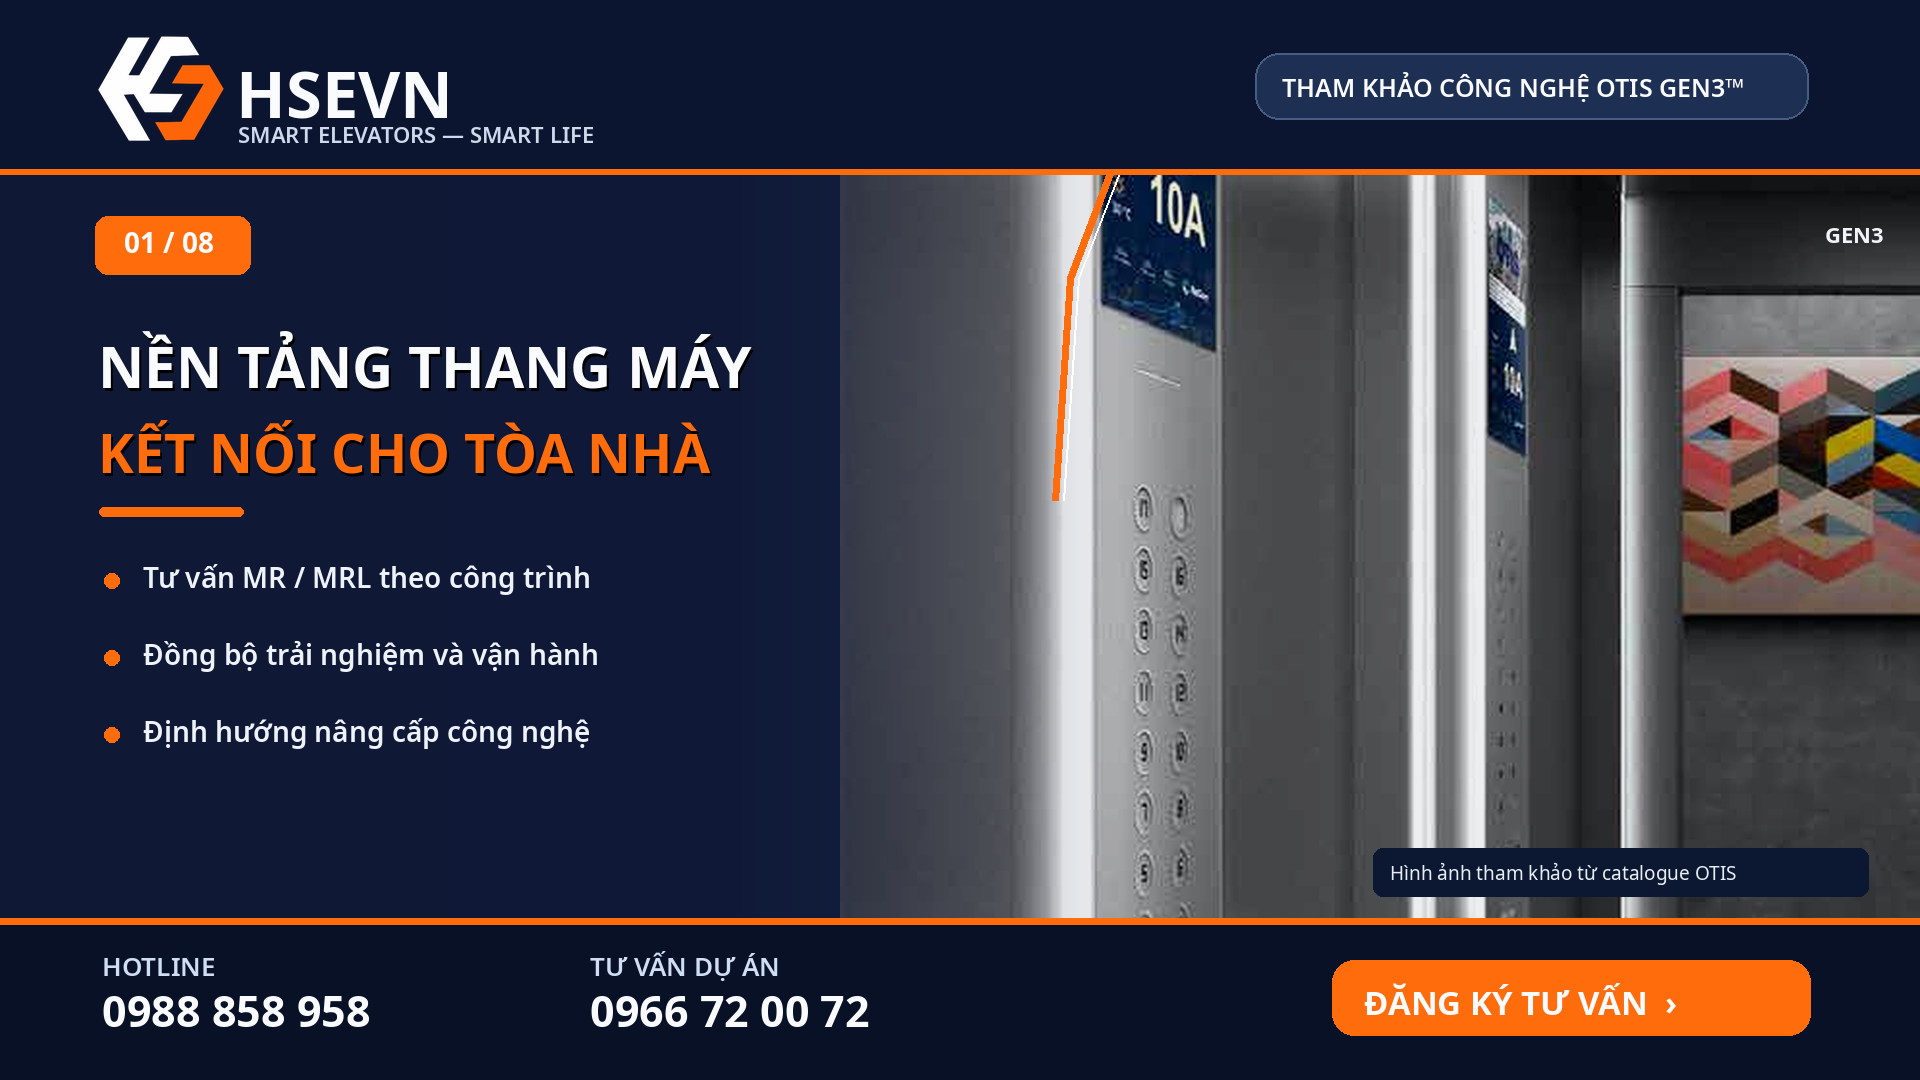 HSEVN
SMART ELEVATORS — SMART LIFE
THAM KHẢO CÔNG NGHỆ OTIS GEN3™
01 / 08
NỀN TẢNG THANG MÁY
KẾT NỐI CHO TÒA NHÀ
Tư vấn MR / MRL theo công trình
Đồng bộ trải nghiệm và vận hành
Định hướng nâng cấp công nghệ
10A
10A
GEN3
Hình ảnh tham khảo từ catalogue OTIS
HOTLINE
0988 858 958
TƯ VẤN DỰ ÁN
0966 72 00 72
ĐĂNG KÝ TƯ VẤN ›